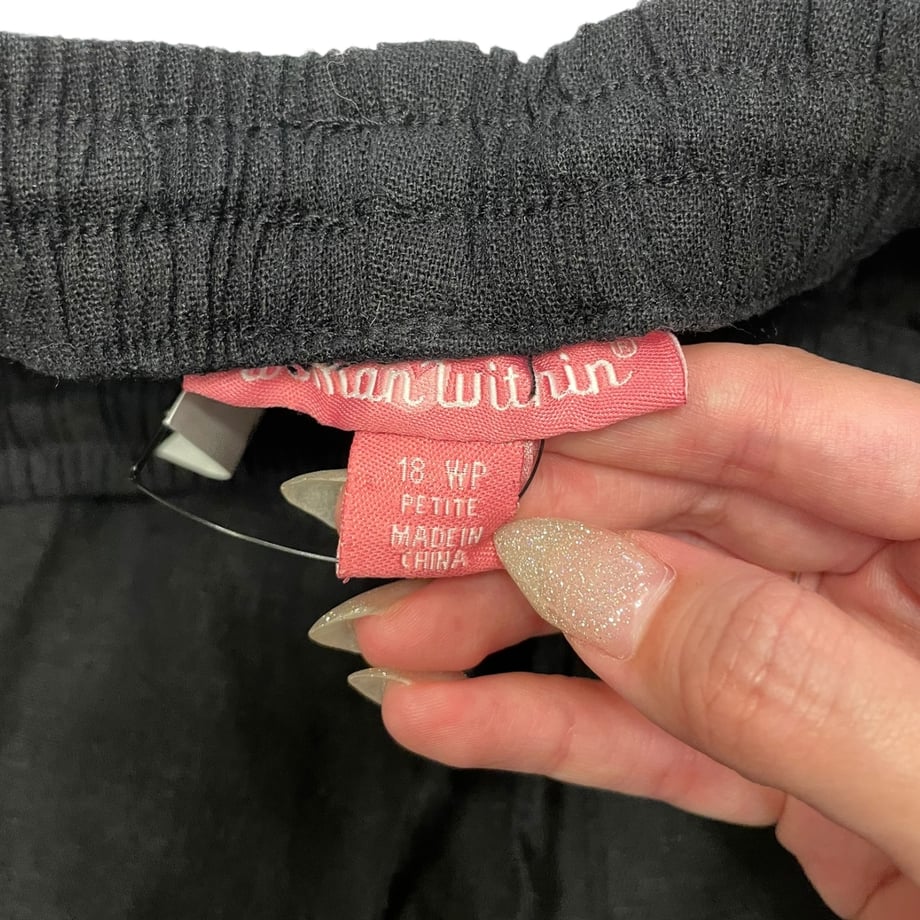 Woman Within®
18 WP
PETITE
MADE IN
CHINA